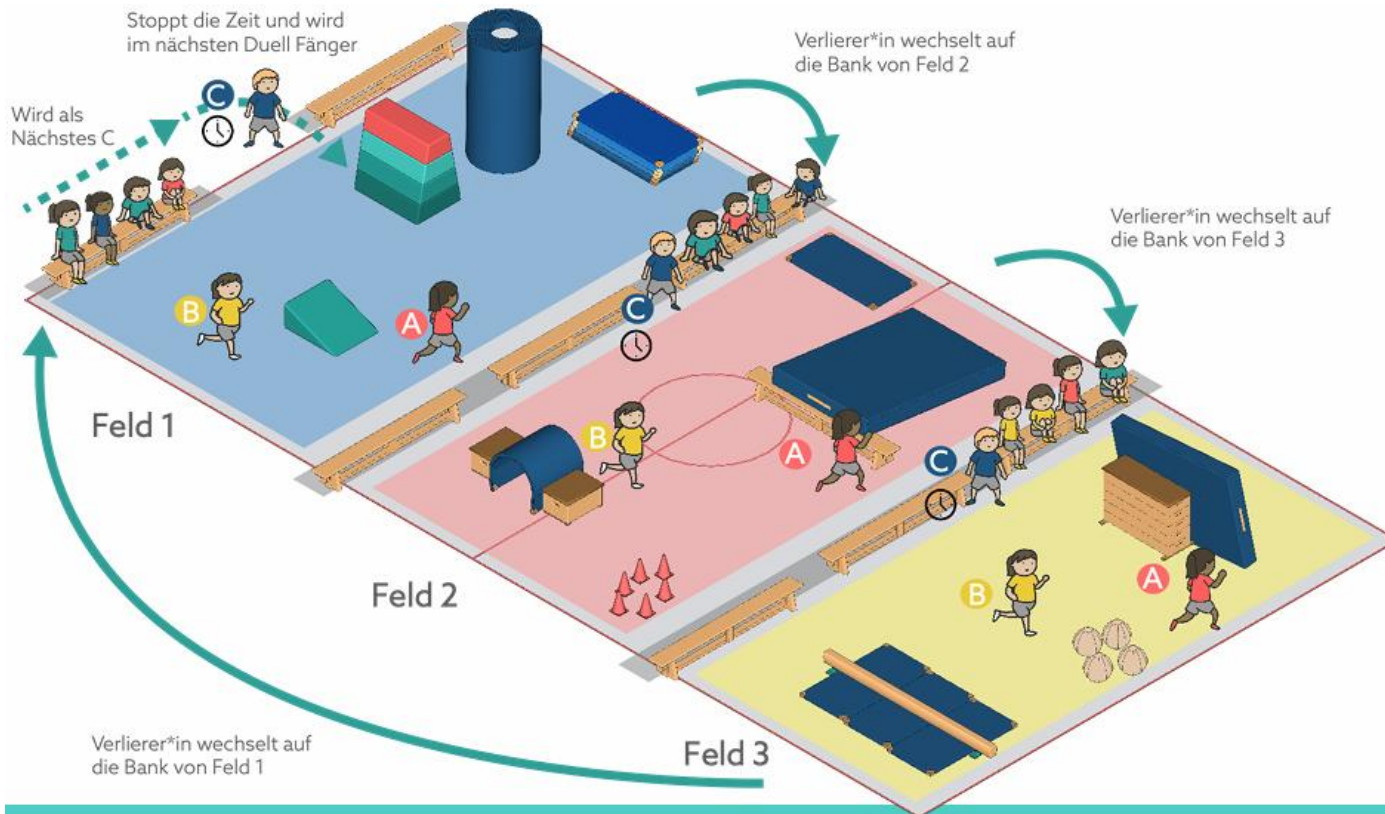 Stoppt die Zeit und wird
im nächsten Duell Fänger
Verlierer*in wechselt auf
die Bank von Feld 2
Wird als
Nächstes C
C
Verlierer*in wechselt auf
die Bank von Feld 3
B
A
C
Feld 1
B
A
C
Feld 2
B
A
Feld 3
Verlierer*in wechselt auf
die Bank von Feld 1